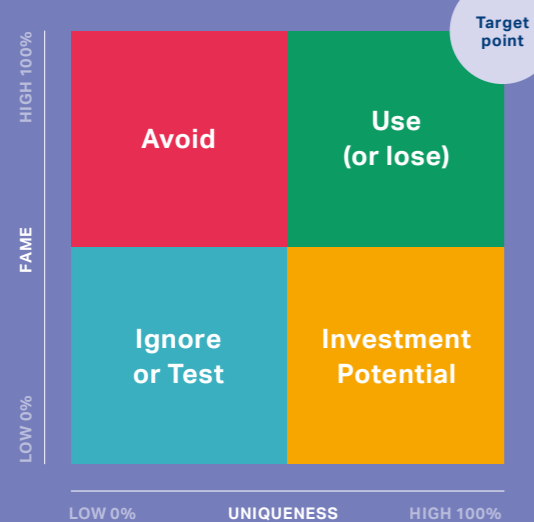 Target
point
HIGH 100%
Avoid
Use
(or lose)
FAME
Ignore
or Test
Investment
Potential
LOW 0%
LOW 0%
UNIQUENESS
HIGH 100%